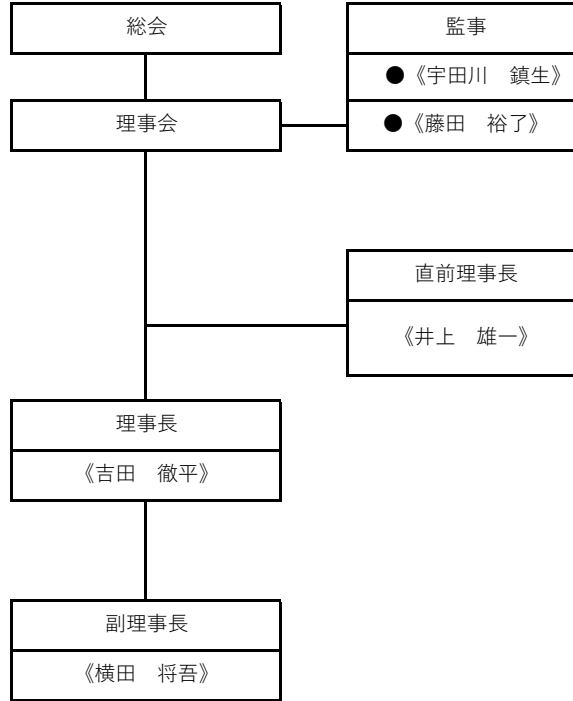 総会
監事
●《宇田川　鎮生》
理事会
●《藤田　裕了》
直前理事長
《井上　雄一》
理事長
《吉田　徹平》
副理事長
《横田　将吾》